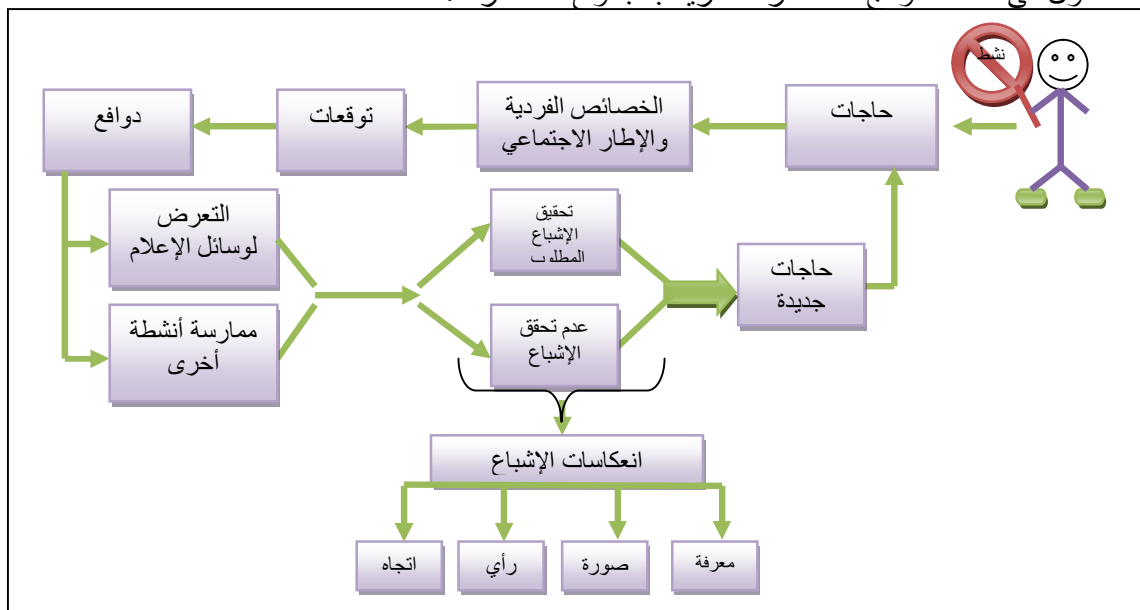 نشط
حاجات
الخصائص الفردية
والإطار الاجتماعي
توقعات
دوافع
التعرض
لوسائل الإعلام
ممارسة أنشطة
أخرى
تحقيق
الإشباع
المطلوب
عدم تحقق
الإشباع
حاجات
جديدة
انعكاسات الإشباع
معرفة
صورة
رأي
اتجاه